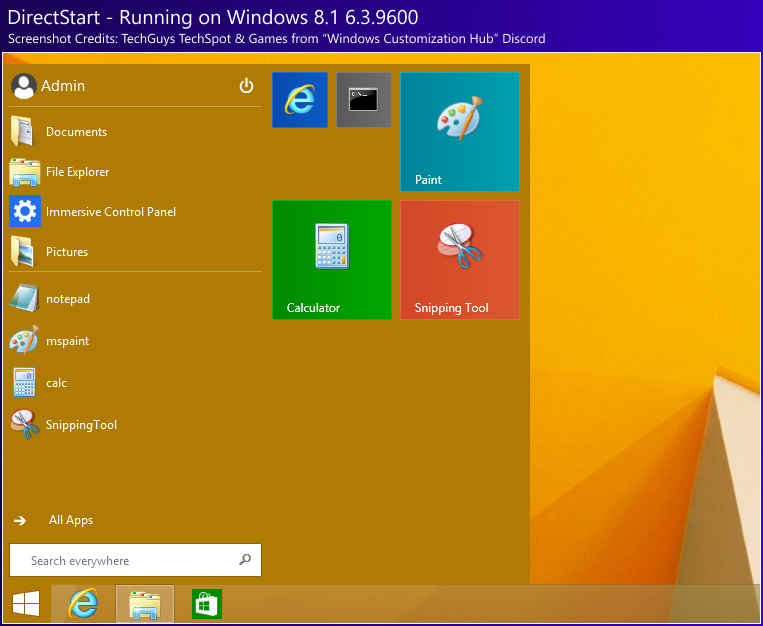 DirectStart - Running on Windows 8.1 6.3.9600
Screenshot Credits: TechGuys TechSpot & Games from “Windows Customization Hub” Discord
Admin
Documents
File Explorer
Immersive Control Panel
Pictures
notepad
mspaint
calc
SnippingTool
All Apps
Search everywhere
Paint
Calculator
Snipping Tool